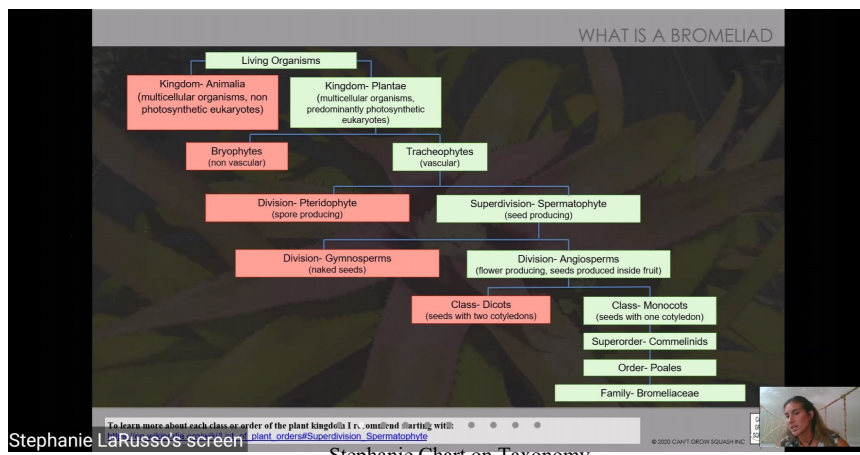 WHAT IS A BROMELIAD
Living Organisms
Kingdom- Animalia
(multicellular organisms, non
photosynthetic eukaryotes)
Kingdom- Plantae
(multicellular organisms,
predominantly photosynthetic
eukaryotes)
Bryophytes
(non vascular)
Tracheophytes
(vascular)
Division- Pteridophyte
(spore producing)
Superdivision- Spermatophyte
(seed producing)
Division- Gymnosperms
(naked seeds)
Division- Angiosperms
(flower producing, seeds produced inside fruit)
Class- Dicots
(seeds with two cotyledons)
Class- Monocots
(seeds with one cotyledon)
Superorder- Commelinids
Order- Poales
Family- Bromeliaceae
To learn more about each class or order of the plant kingdom I recommend starting with:
plant_orders#Superdivision_Spermatophyte
© 2020 CAN'T GROW SQUASH INC
Stephanie LaRusso's screen
Stephanie Chart on Taxonomy